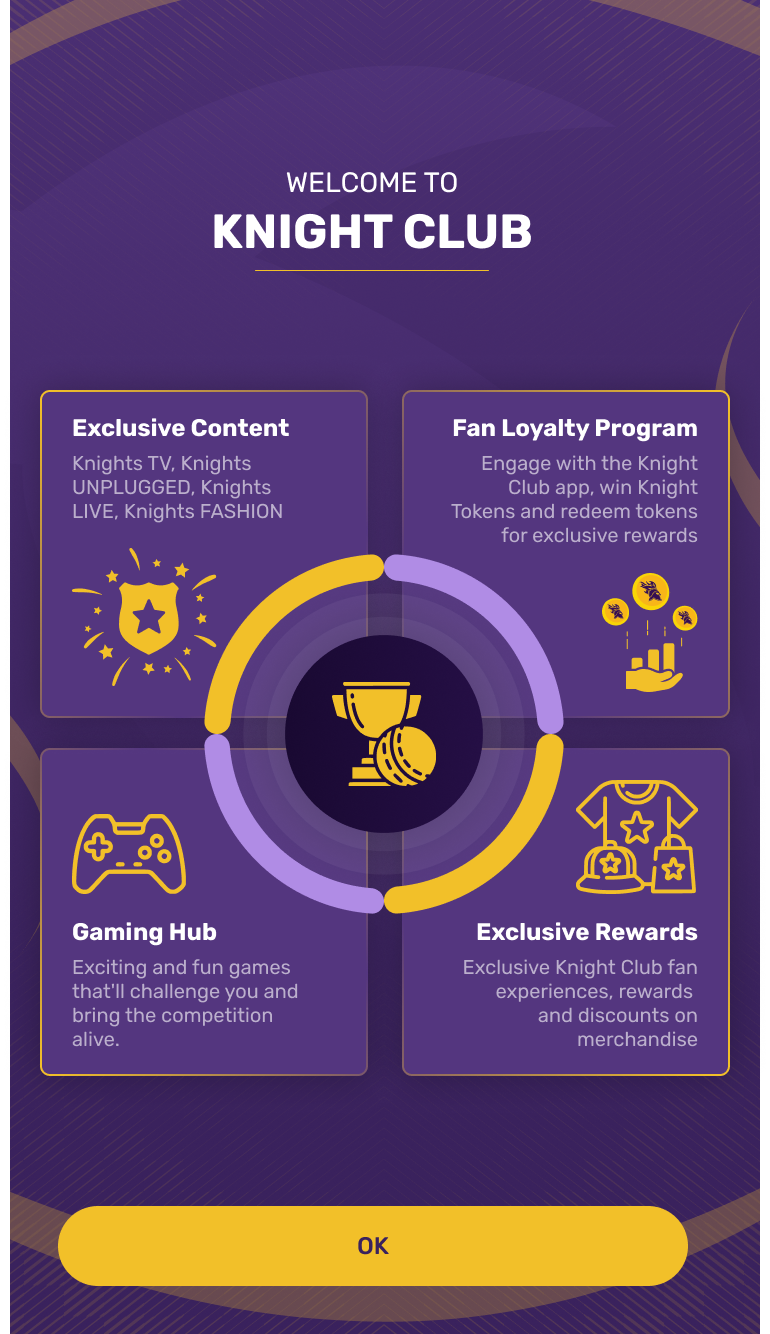 WELCOME TO
KNIGHT CLUB
Exclusive Content
Knights TV, Knights
UNPLUGGED, Knights
LIVE, Knights FASHION
Fan Loyalty Program
Engage with the Knight
Club app, win Knight
Tokens and redeem tokens
for exclusive rewards
Gaming Hub
Exciting and fun games
that'll challenge you and
bring the competition
alive.
Exclusive Rewards
Exclusive Knight Club fan
experiences, rewards
and discounts on
merchandise
OK